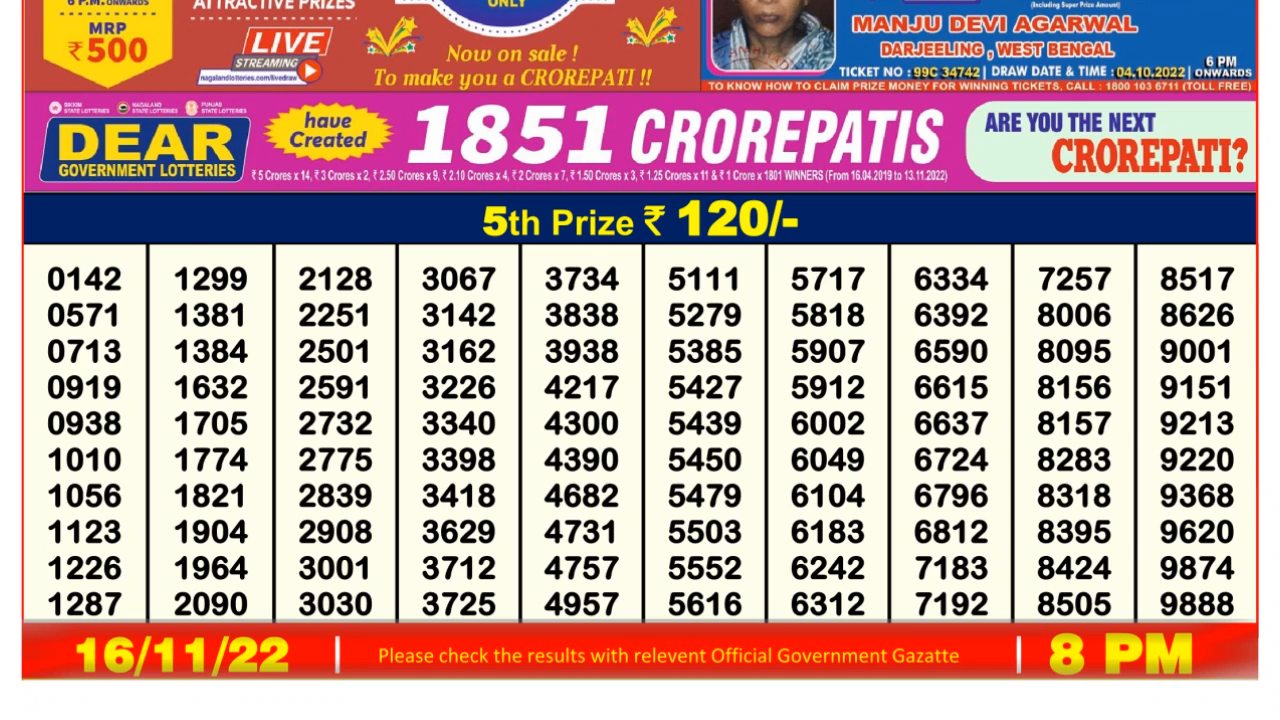 6 P.M. ONWARDS
MRP
₹500
ATTRACTIVE PRIZES
LIVE
STREAMING
nagalandlotteries.com/livedraw
ONLY
Now on sale !
To make you a CROREPATI !!
(Including Super Prize Amount)
MANJU DEVI AGARWAL
DARJEELING , WEST BENGAL
TICKET NO : 99C 34742 | DRAW DATE & TIME : 04.10.2022 | 6 PM ONWARDS
TO KNOW HOW TO CLAIM PRIZE MONEY FOR WINNING TICKETS, CALL : 1800 103 6711 (TOLL FREE)
SIKKIM STATE LOTTERIES NAGALAND STATE LOTTERIES PUNJAB STATE LOTTERIES
DEAR
GOVERNMENT LOTTERIES
have
Created
1851 CROREPATIS
₹ 5 Crores x 14, ₹ 3 Crores x 2, ₹ 2.50 Crores x 9, ₹ 2.10 Crores x 4, ₹ 2 Crores x 7, ₹ 1.50 Crores x 3, ₹ 1.25 Crores x 11 & ₹ 1 Crore x 1801 WINNERS (From 16.04.2019 to 13.11.2022)
ARE YOU THE NEXT
CROREPATI?
5th Prize ₹ 120/-
0142 1299 2128 3067 3734 5111 5717 6334 7257 8517
0571 1381 2251 3142 3838 5279 5818 6392 8006 8626
0713 1384 2501 3162 3938 5385 5907 6590 8095 9001
0919 1632 2591 3226 4217 5427 5912 6615 8156 9151
0938 1705 2732 3340 4300 5439 6002 6637 8157 9213
1010 1774 2775 3398 4390 5450 6049 6724 8283 9220
1056 1821 2839 3418 4682 5479 6104 6796 8318 9368
1123 1904 2908 3629 4731 5503 6183 6812 8395 9620
1226 1964 3001 3712 4757 5552 6242 7183 8424 9874
1287 2090 3030 3725 4957 5616 6312 7192 8505 9888
16/11/22 | Please check the results with relevent Official Government Gazatte | 8 PM